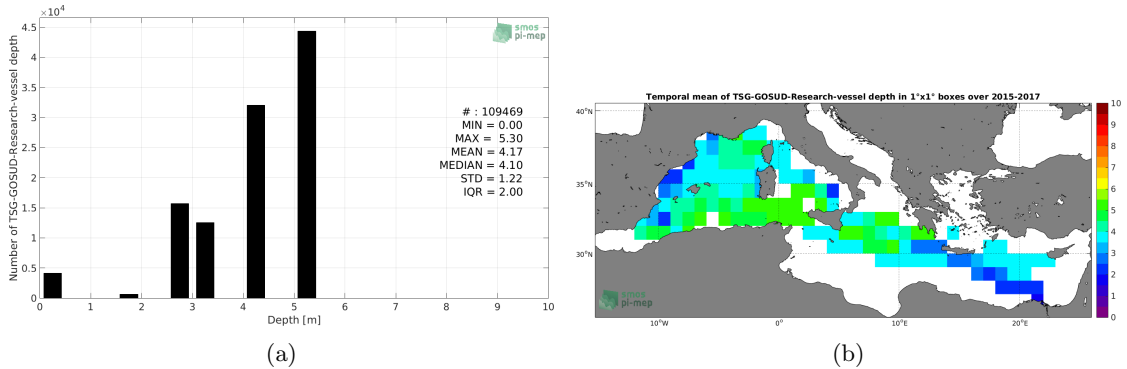 ×10⁴
4.5
4
3.5
3
2.5
2
1.5
1
0.5
0
Number of TSG-GOSUD-Research-vessel depth
smos
pi-mep
# : 109469
MIN = 0.00
MAX = 5.30
MEAN = 4.17
MEDIAN = 4.10
STD = 1.22
IQR = 2.00
0 1 2 3 4 5 6 7 8 9 10
Depth [m]
(a)
Temporal mean of TSG-GOSUD-Research-vessel depth in 1°x1° boxes over 2015-2017
40°N
35°N
30°N
10°W 0° 10°E 20°E
smos
pi-mep
10
9
8
7
6
5
4
3
2
1
0
(b)